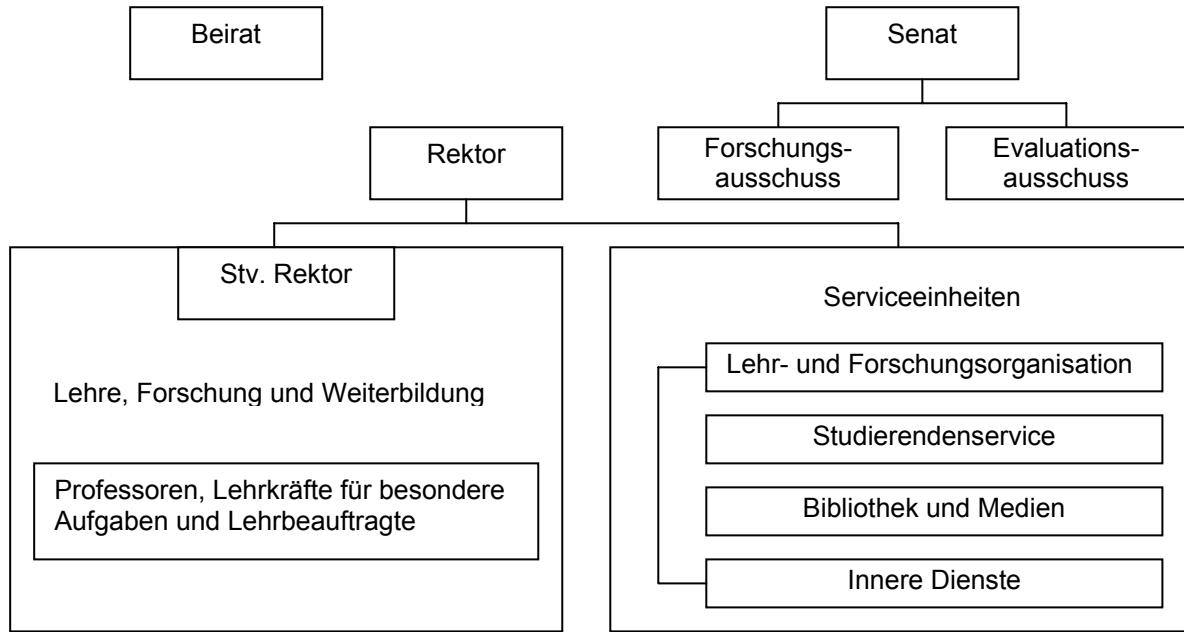 Beirat
Senat
Rektor
Forschungs-
ausschuss
Evaluations-
ausschuss
Stv. Rektor
Lehre, Forschung und Weiterbildung
Professoren, Lehrkräfte für besondere
Aufgaben und Lehrbeauftragte
Serviceeinheiten
Lehr- und Forschungsorganisation
Studierendenservice
Bibliothek und Medien
Innere Dienste